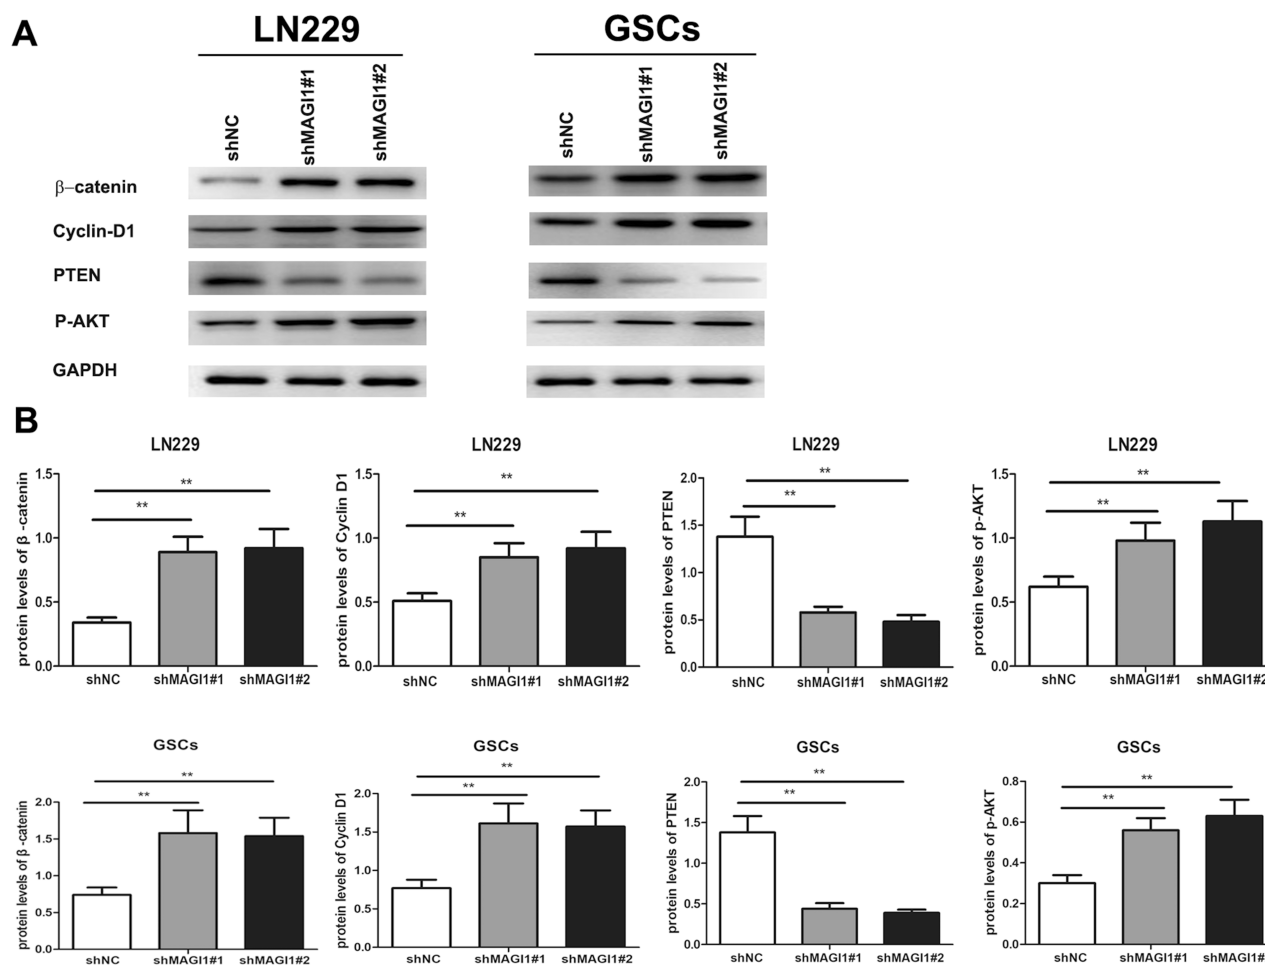 A
LN229
GSCs
shNC
shMAGI1#1
shMAGI1#2
shNC
shMAGI1#1
shMAGI1#2
β–catenin
Cyclin-D1
PTEN
P-AKT
GAPDH
B
LN229
protein levels of β -catenin
1.5
1.0
0.5
0.0
**
**
shNC shMAGI1#1 shMAGI1#2
LN229
protein levels of Cyclin D1
1.5
1.0
0.5
0.0
**
**
shNC shMAGI1#1 shMAGI1#2
LN229
protein levels of PTEN
2.0
1.5
1.0
0.5
0.0
**
**
shNC shMAGI1#1 shMAGI1#2
LN229
protein levels of p-AKT
1.5
1.0
0.5
0.0
**
**
shNC shMAGI1#1 shMAGI1#2
GSCs
protein levels of β -catenin
2.0
1.5
1.0
0.5
0.0
**
**
shNC shMAGI1#1 shMAGI1#2
GSCs
protein levels of Cyclin D1
2.0
1.5
1.0
0.5
0.0
**
**
shNC shMAGI1#1 shMAGI1#2
GSCs
protein levels of PTEN
2.0
1.5
1.0
0.5
0.0
**
**
shNC shMAGI1#1 shMAGI1#2
GSCs
protein levels of p-AKT
0.8
0.6
0.4
0.2
0.0
**
**
shNC shMAGI1#1 shMAGI1#